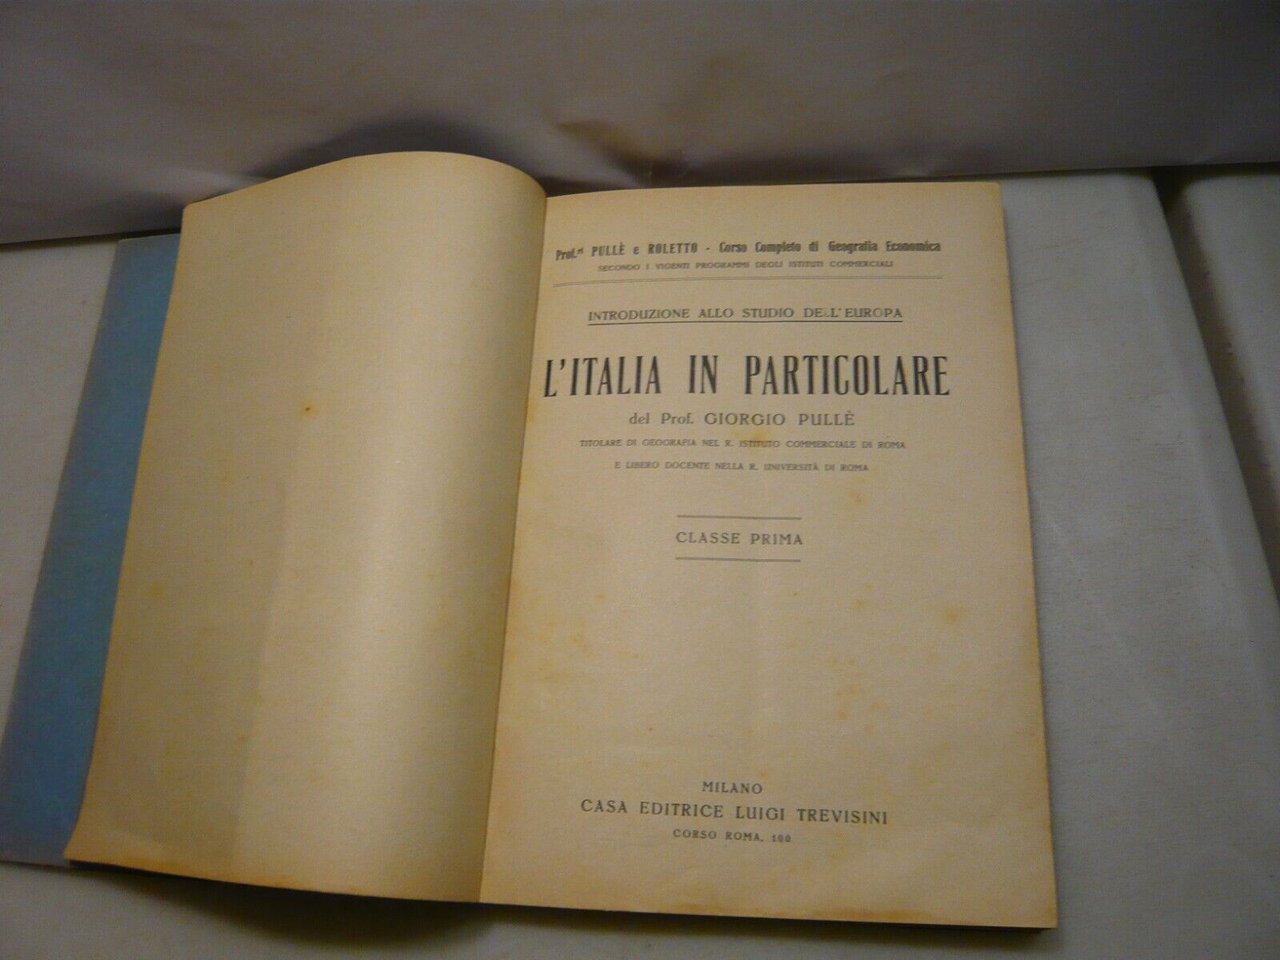 Prof.ri PULLÈ e ROLETTO - Corso Completo di Geografia Economica
SECONDO I VIGENTI PROGRAMMI DEGLI ISTITUTI COMMERCIALI
INTRODUZIONE ALLO STUDIO DELL'EUROPA
L'ITALIA IN PARTICOLARE
del Prof. GIORGIO PULLÈ
TITOLARE DI GEOGRAFIA NEL R. ISTITUTO COMMERCIALE DI ROMA
E LIBERO DOCENTE NELLA R. UNIVERSITÀ DI ROMA
CLASSE PRIMA
MILANO
CASA EDITRICE LUIGI TREVISINI
CORSO ROMA, 100